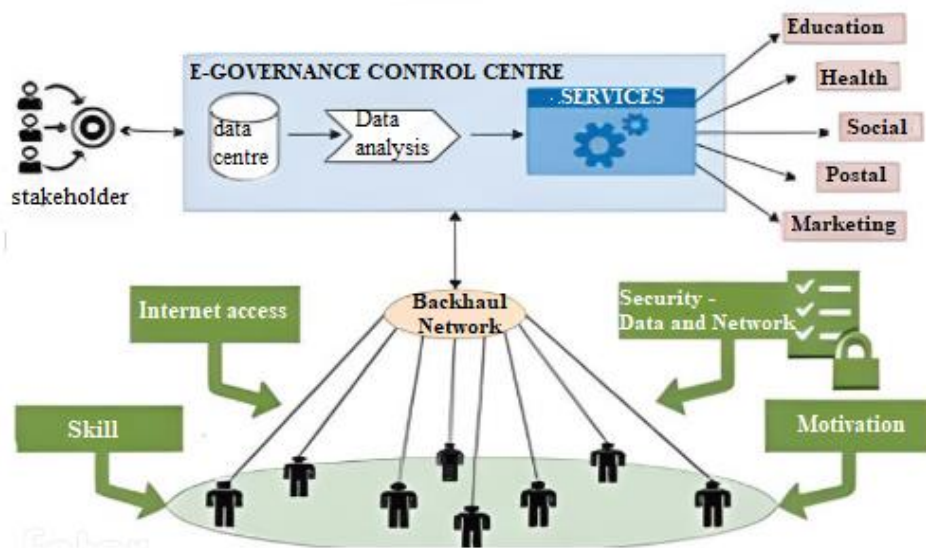 Education
E-GOVERNANCE CONTROL CENTRE
SERVICES
Health
data
centre
Data
analysis
Social
stakeholder
Postal
Marketing
Internet access
Backhaul
Network
Security -
Data and Network
Skill
Motivation